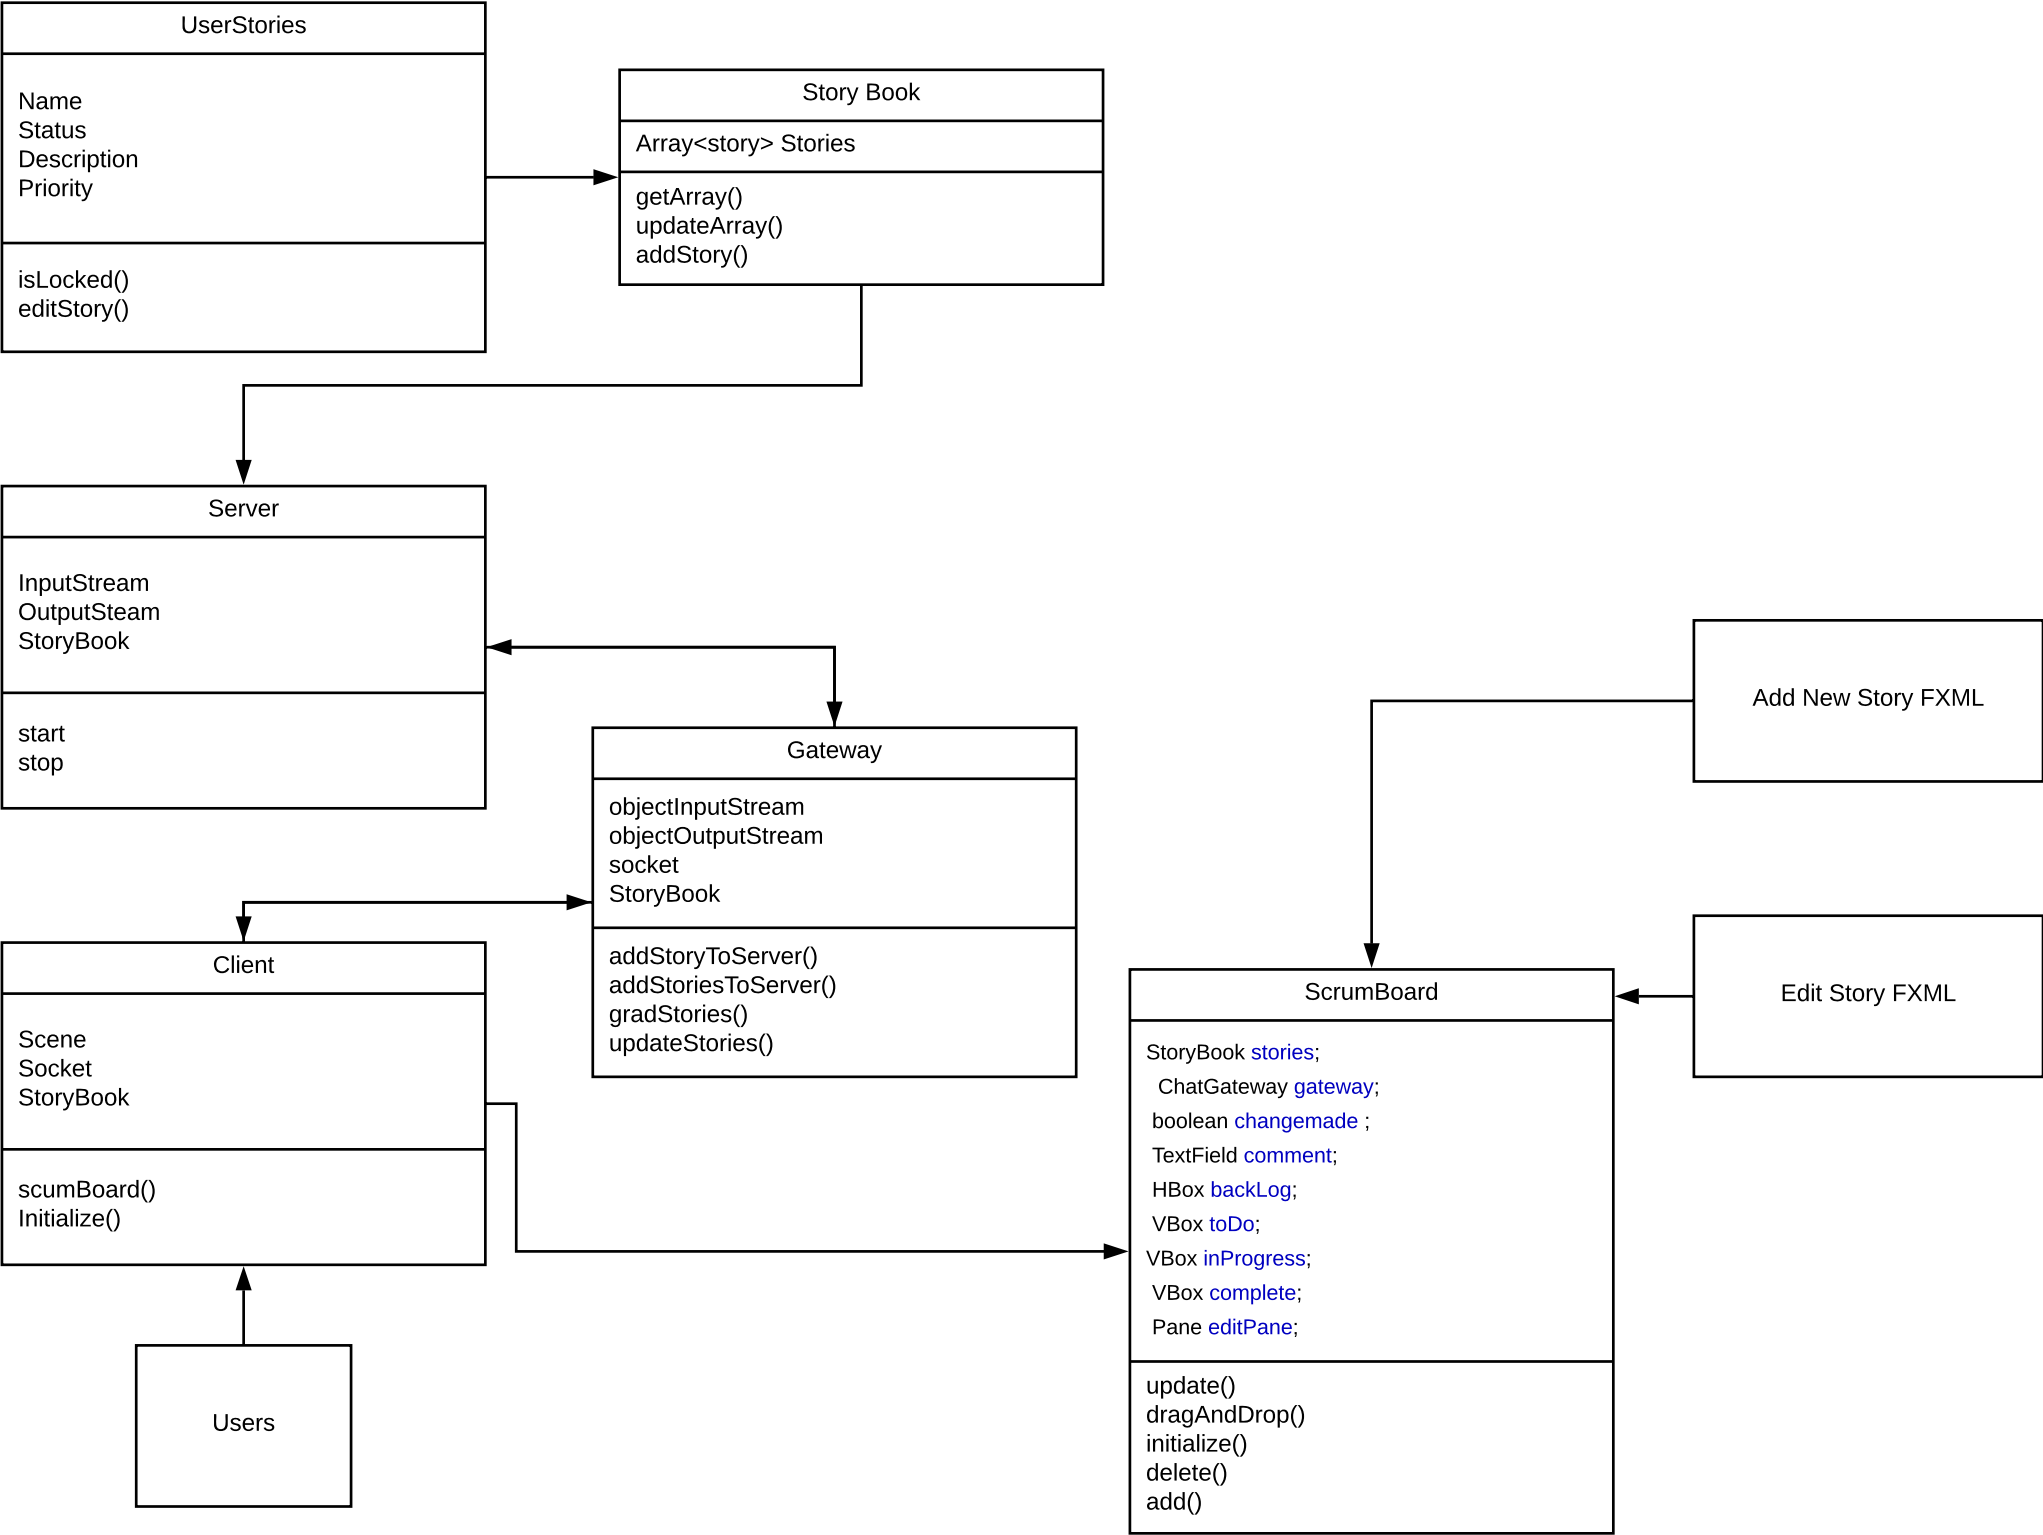 UserStories
Name
Status
Description
Priority
isLocked()
editStory()
Story Book
Array<story> Stories
getArray()
updateArray()
addStory()
Server
InputStream
OutputSteam
StoryBook
start
stop
Gateway
objectInputStream
objectOutputStream
socket
StoryBook
addStoryToServer()
addStoriesToServer()
gradStories()
updateStories()
Client
Scene
Socket
StoryBook
scumBoard()
Initialize()
Users
Add New Story FXML
Edit Story FXML
ScrumBoard
StoryBook stories;
ChatGateway gateway;
boolean changemade ;
TextField comment;
HBox backLog;
VBox toDo;
VBox inProgress;
VBox complete;
Pane editPane;
update()
dragAndDrop()
initialize()
delete()
add()